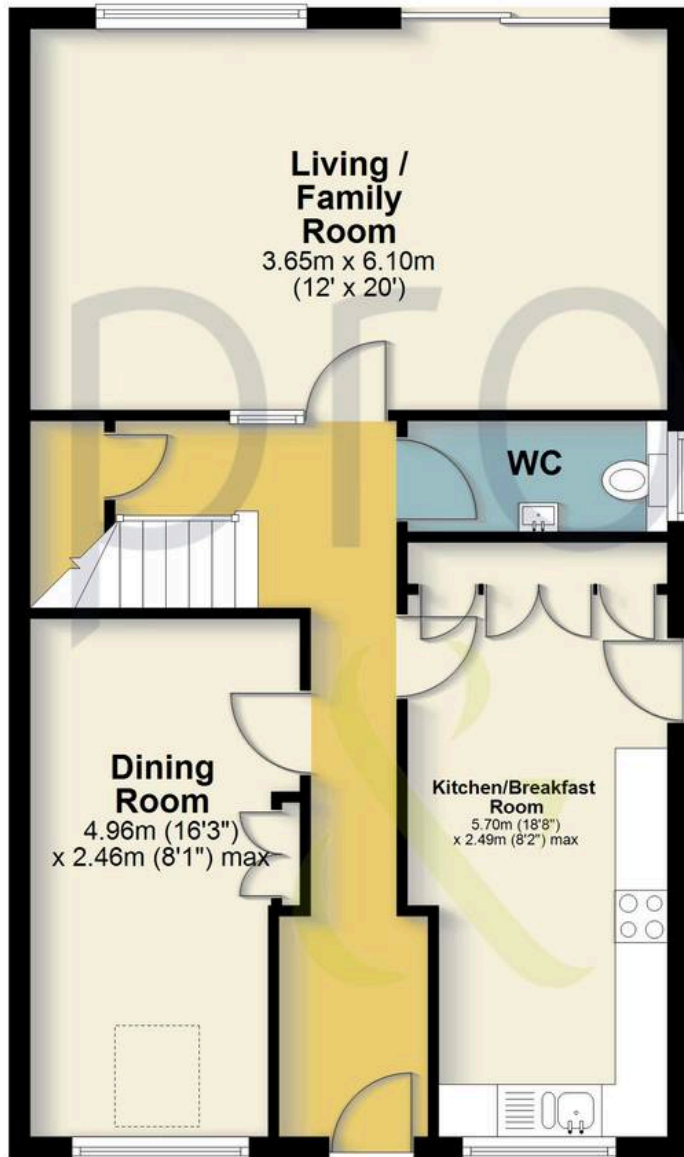 Living /
Family
Room
3.65m x 6.10m
(12' x 20')
WC
Dining
Room
4.96m (16'3")
x 2.46m (8'1") max
Kitchen/Breakfast
Room
5.70m (18'8")
x 2.49m (8'2") max
pro